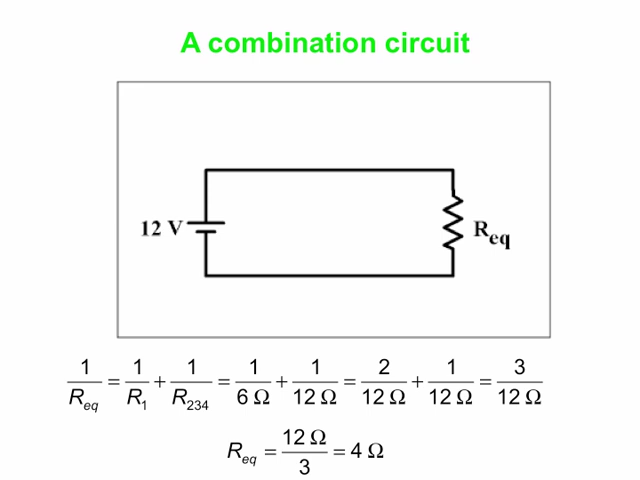 A combination circuit
12 V
R_eq
1/R_eq = 1/R_1 + 1/R_234 = 1/6 Ω + 1/12 Ω = 2/12 Ω + 1/12 Ω = 3/12 Ω
R_eq = 12 Ω/3 = 4 Ω